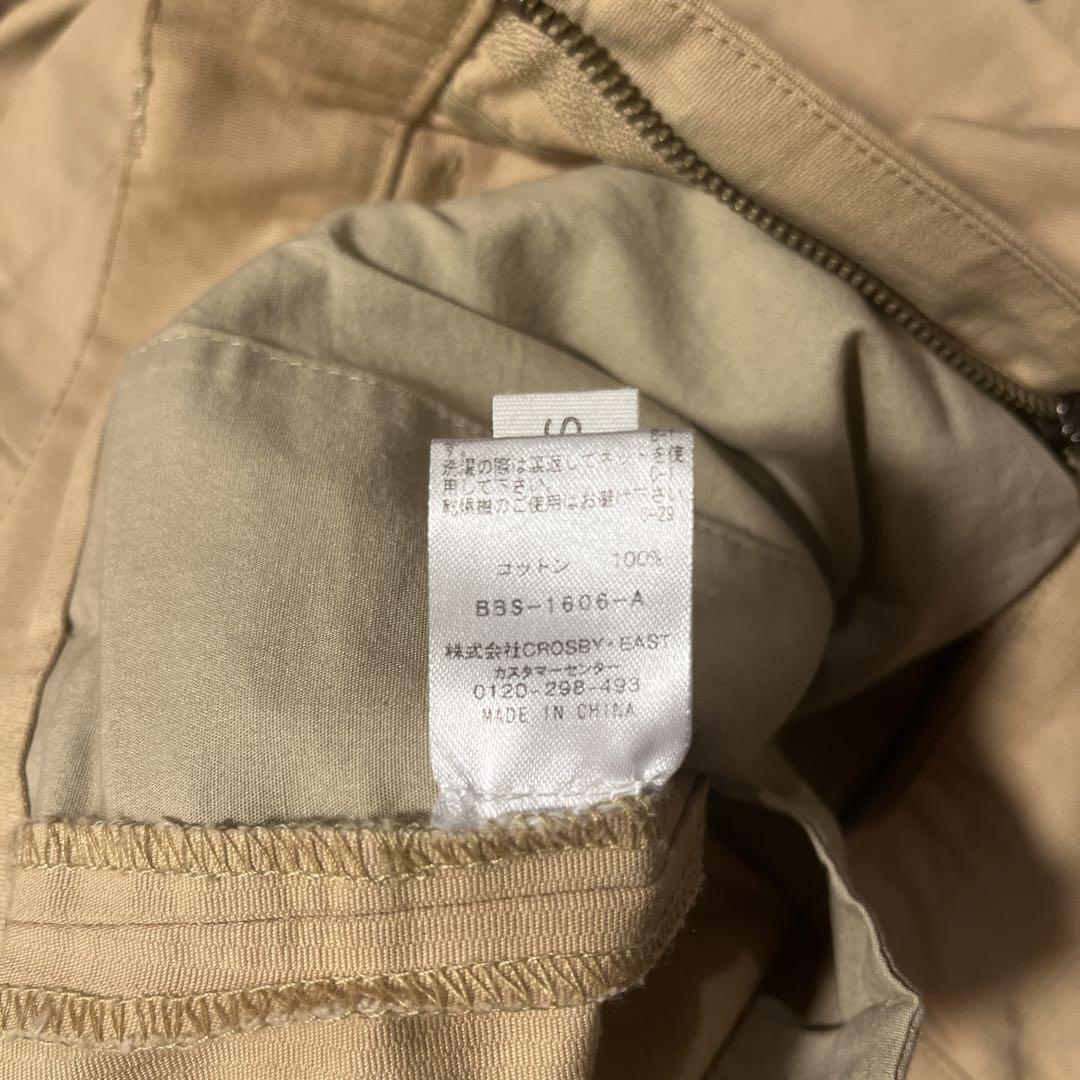 S
洗濯の際は裏返してネットを使
用して下さい。
乾燥機のご使用はお避け下さい。
コットン 100%
BBS-1606-A
株式会社CROSBY・EAST
カスタマーセンター
0120-298-493
MADE IN CHINA